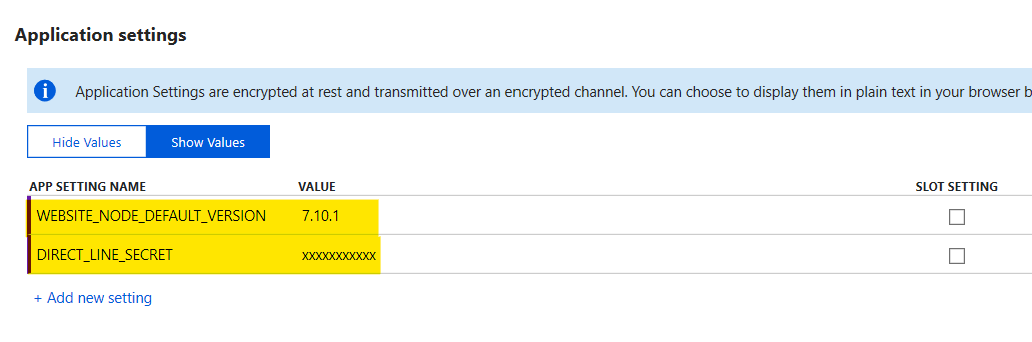 Application settings
Application Settings are encrypted at rest and transmitted over an encrypted channel. You can choose to display them in plain text in your browser b
Hide Values Show Values
APP SETTING NAME VALUE SLOT SETTING
WEBSITE_NODE_DEFAULT_VERSION 7.10.1
DIRECT_LINE_SECRET xxxxxxxxxxx
+ Add new setting